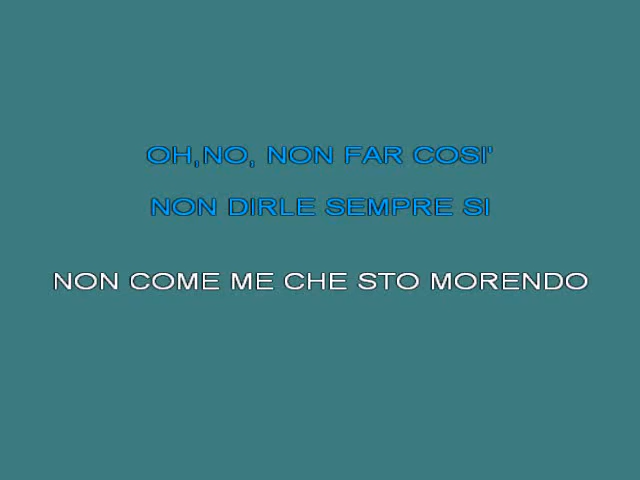 OH,NO, NON FAR COSI'
NON DIRLE SEMPRE SI
NON COME ME CHE STO MORENDO